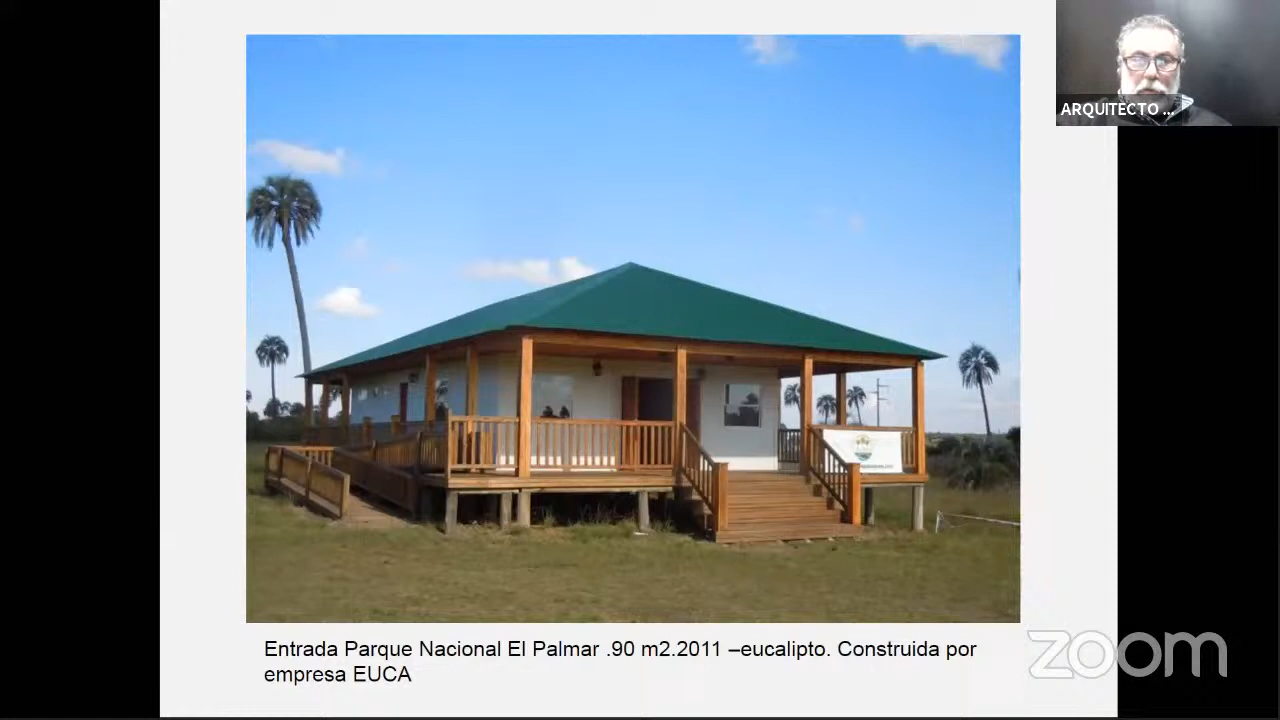 ARQUITECTO ...
Entrada Parque Nacional El Palmar .90 m2.2011 –eucalipto. Construida por
empresa EUCA
zoom